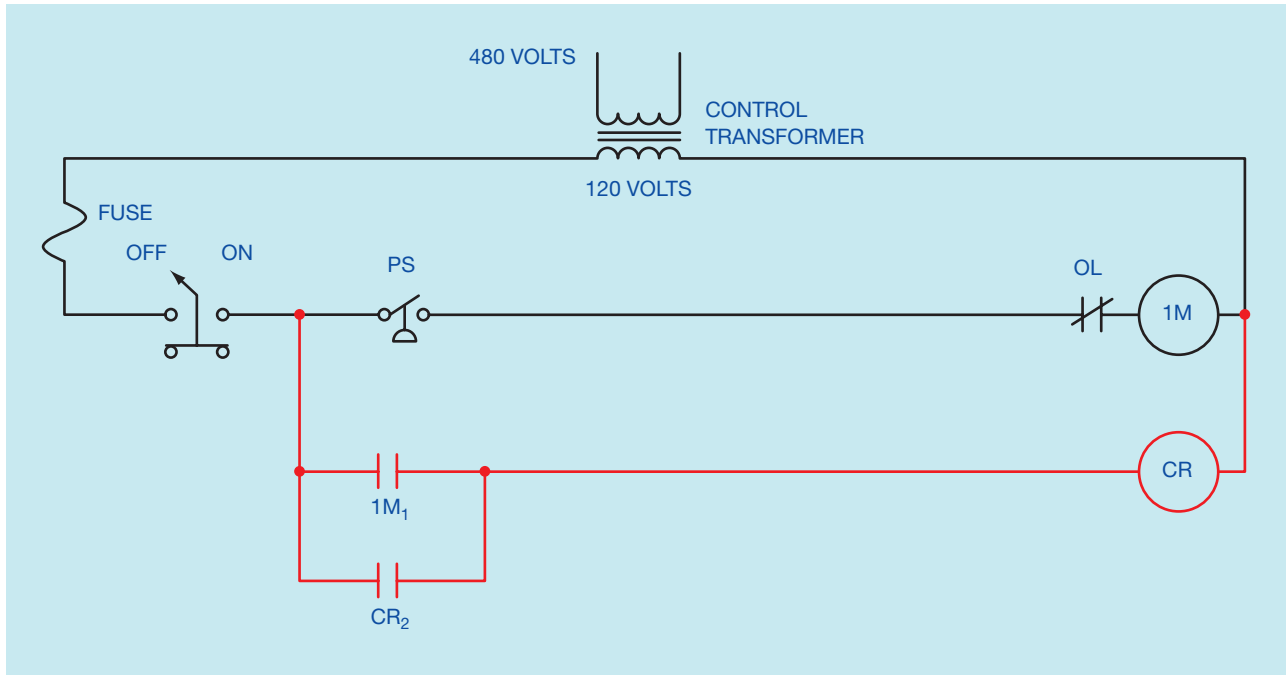 480 VOLTS
CONTROL
TRANSFORMER
120 VOLTS
FUSE
OFF
ON
PS
OL
1M
1M₁
CR
CR₂